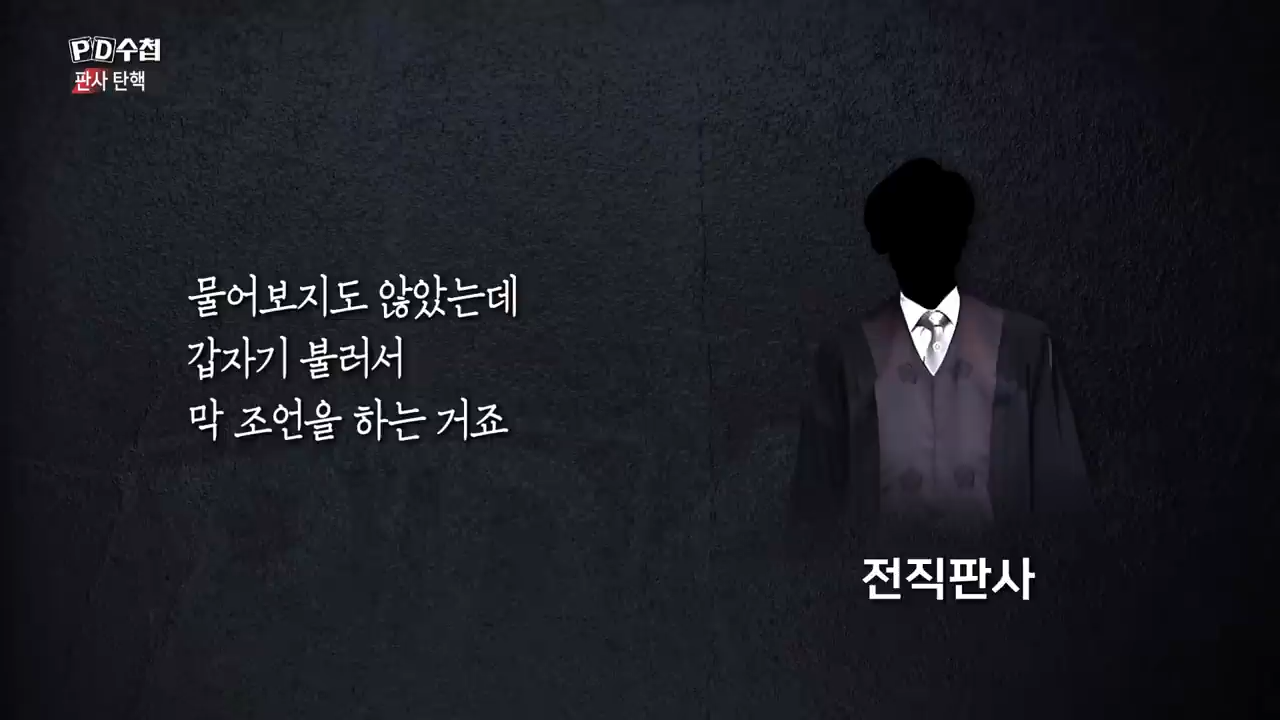 PD수첩
판사 탄핵
물어보지도 않았는데
갑자기 불러서
막 조언을 하는 거죠
전직판사